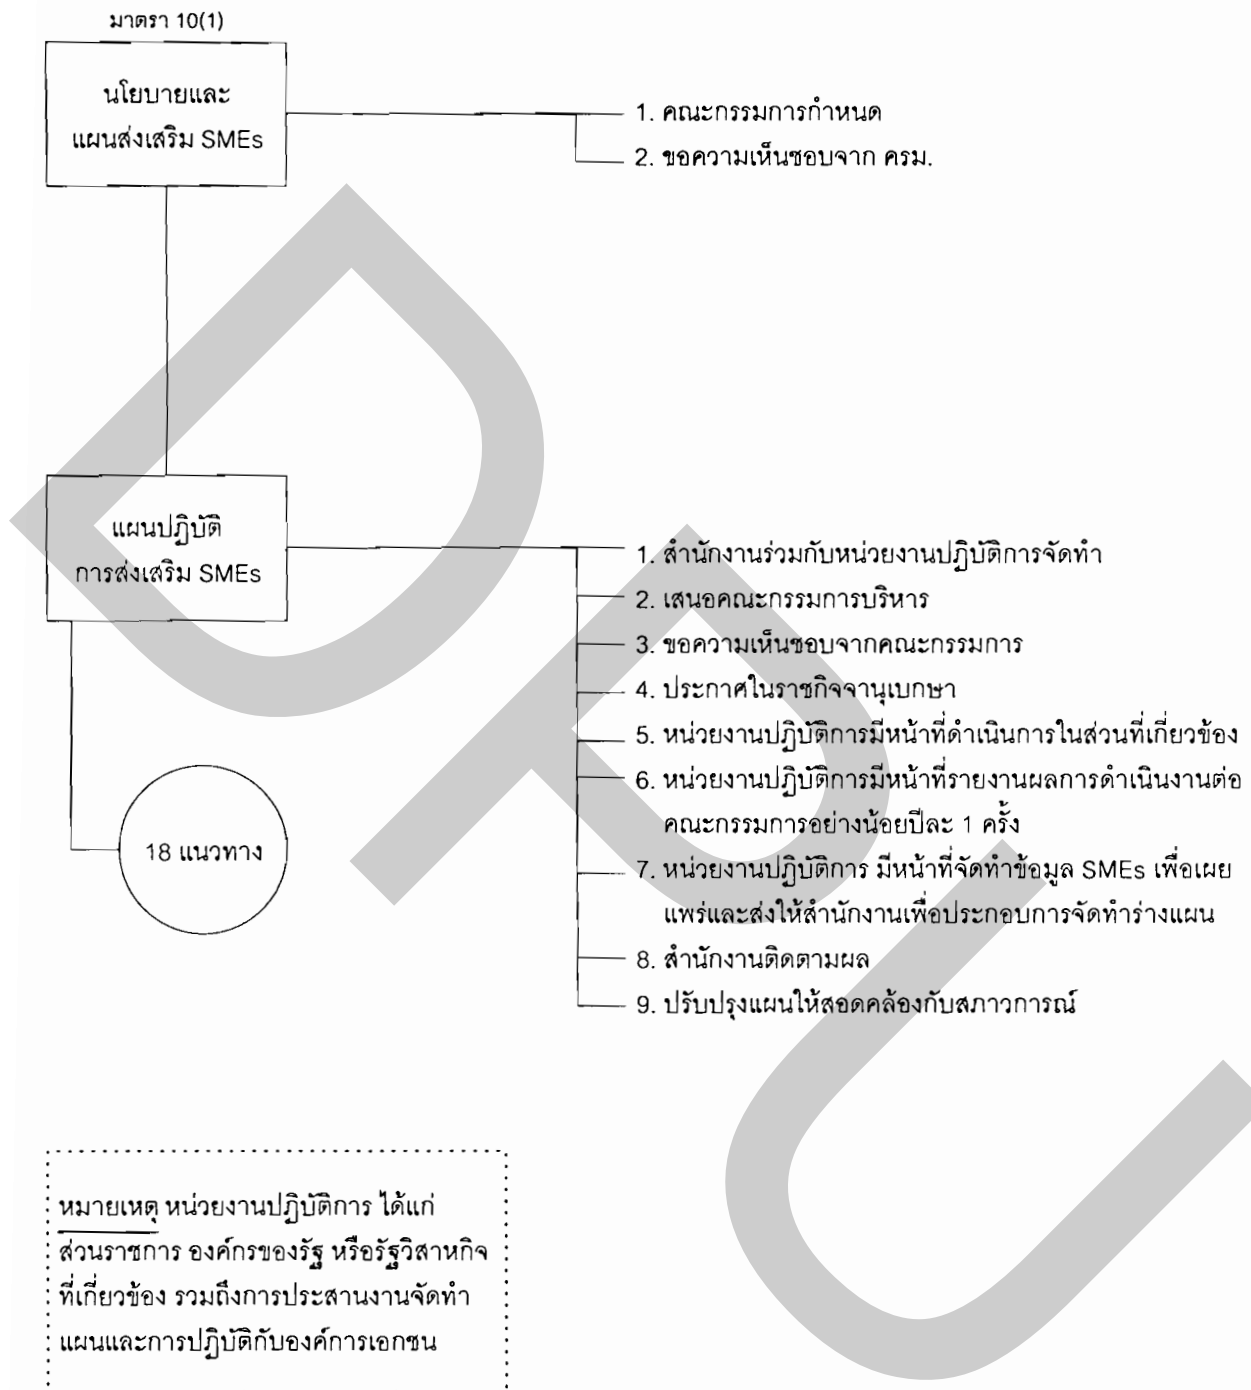 มาตรา 10(1)
นโยบายและ
แผนส่งเสริม SMEs
1. คณะกรรมการกำหนด
2. ขอความเห็นชอบจาก ครม.
แผนปฏิบัติ
การส่งเสริม SMEs
1. สำนักงานร่วมกับหน่วยงานปฏิบัติการจัดทำ
2. เสนอคณะกรรมการบริหาร
3. ขอความเห็นชอบจากคณะกรรมการ
4. ประกาศในราชกิจจานุเบกษา
5. หน่วยงานปฏิบัติการมีหน้าที่ดำเนินการในส่วนที่เกี่ยวข้อง
6. หน่วยงานปฏิบัติการมีหน้าที่รายงานผลการดำเนินงานต่อ
คณะกรรมการอย่างน้อยปีละ 1 ครั้ง
7. หน่วยงานปฏิบัติการ มีหน้าที่จัดทำข้อมูล SMEs เพื่อเผย
แพร่และส่งให้สำนักงานเพื่อประกอบการจัดทำร่างแผน
8. สำนักงานติดตามผล
9. ปรับปรุงแผนให้สอดคล้องกับสภาวการณ์
18 แนวทาง
หมายเหตุ หน่วยงานปฏิบัติการ ได้แก่
ส่วนราชการ องค์กรของรัฐ หรือรัฐวิสาหกิจ
ที่เกี่ยวข้อง รวมถึงการประสานงานจัดทำ
แผนและการปฏิบัติกับองค์การเอกชน
DPU